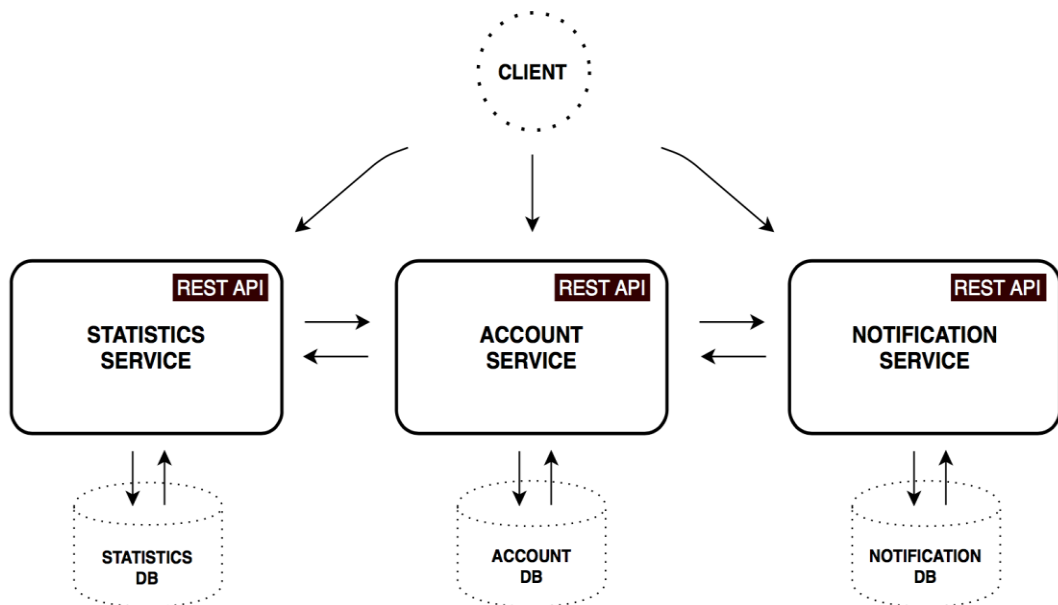 CLIENT
REST API
STATISTICS
SERVICE
REST API
ACCOUNT
SERVICE
REST API
NOTIFICATION
SERVICE
STATISTICS
DB
ACCOUNT
DB
NOTIFICATION
DB